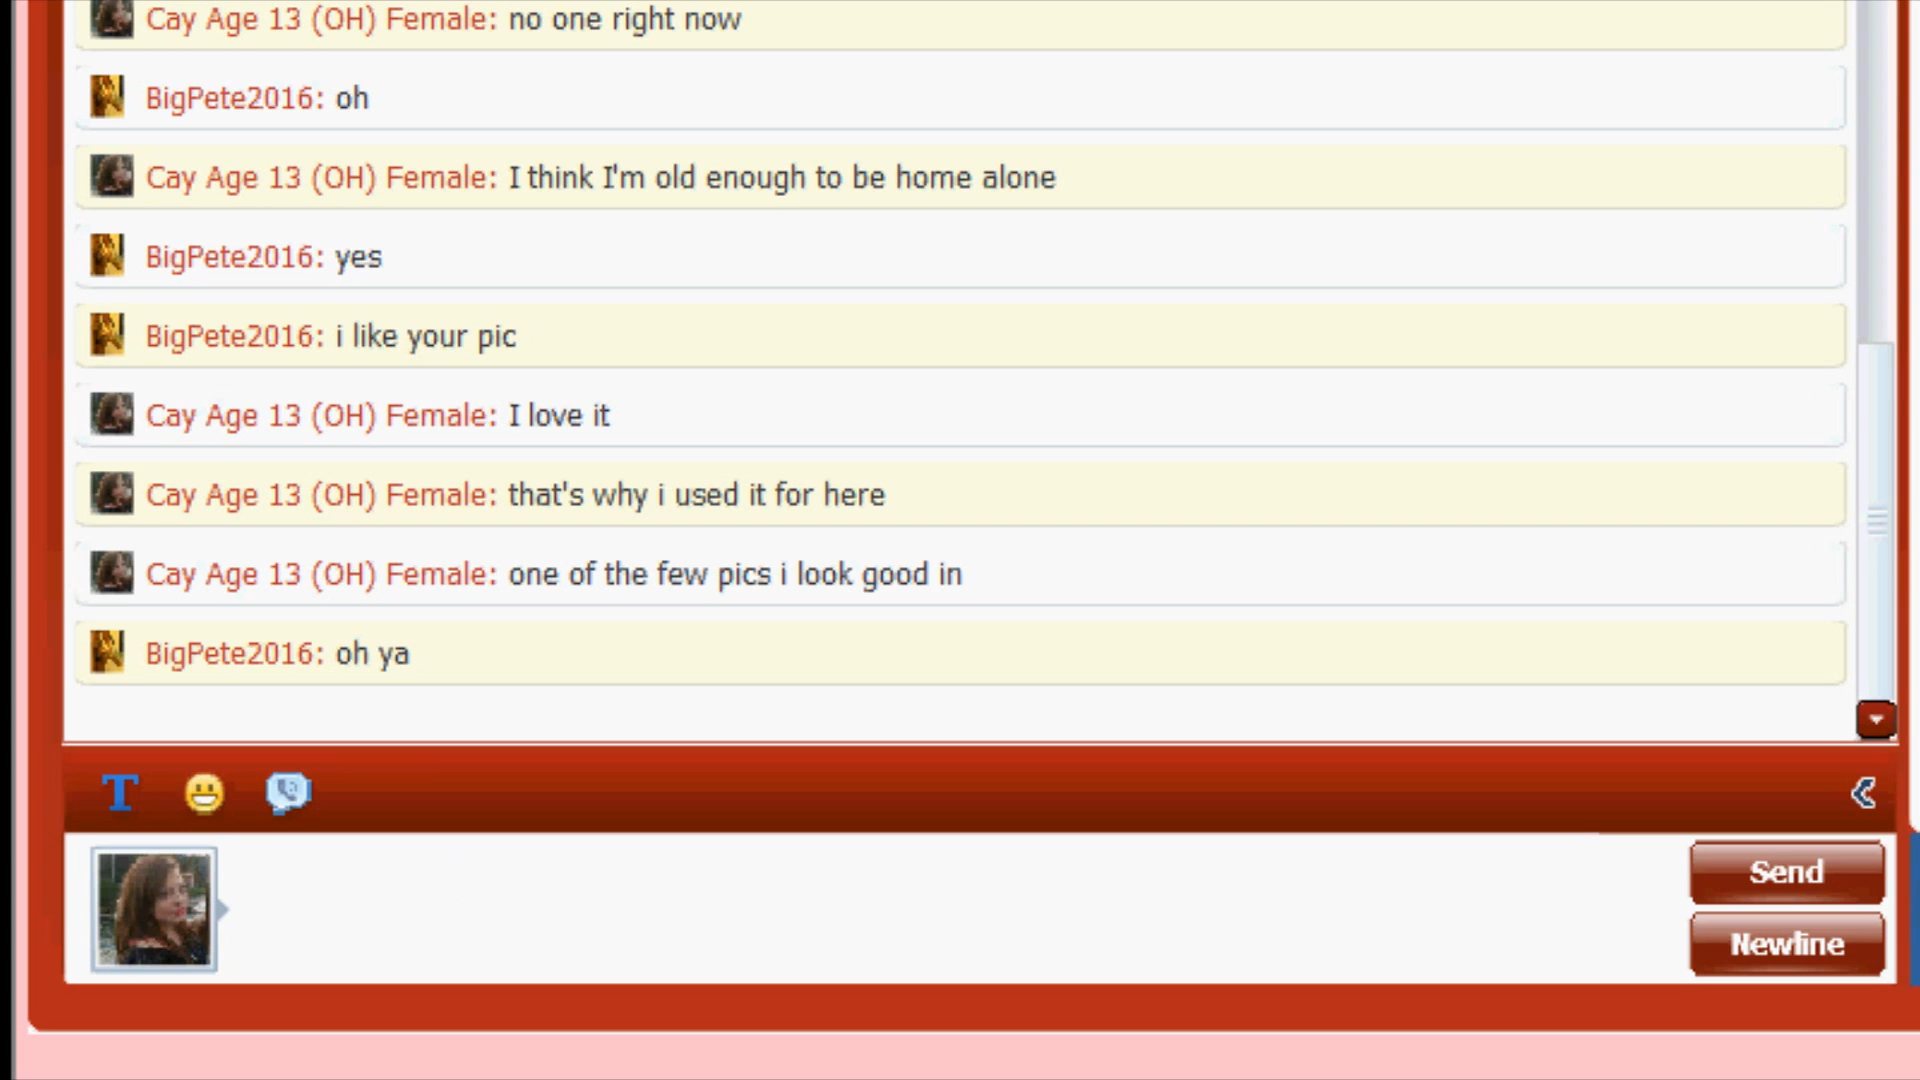 Cay Age 13 (OH) Female: no one right now
BigPete2016: oh
Cay Age 13 (OH) Female: I think I'm old enough to be home alone
BigPete2016: yes
BigPete2016: i like your pic
Cay Age 13 (OH) Female: I love it
Cay Age 13 (OH) Female: that's why i used it for here
Cay Age 13 (OH) Female: one of the few pics i look good in
BigPete2016: oh ya
T
Send
Newline